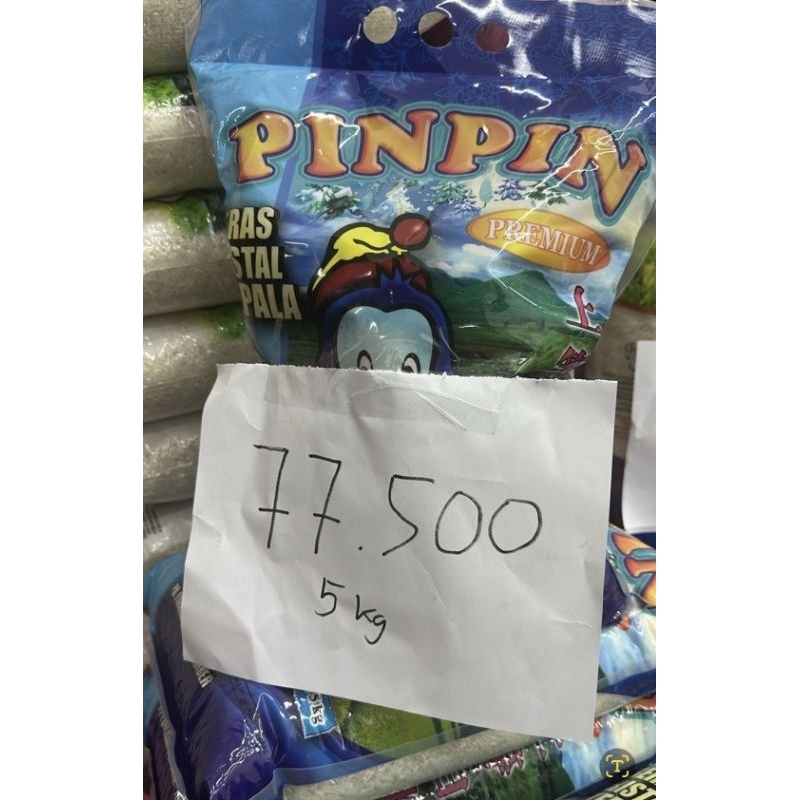 PINPIN
PREMIUM
RAS
STAL
PALA
77.500
5 kg